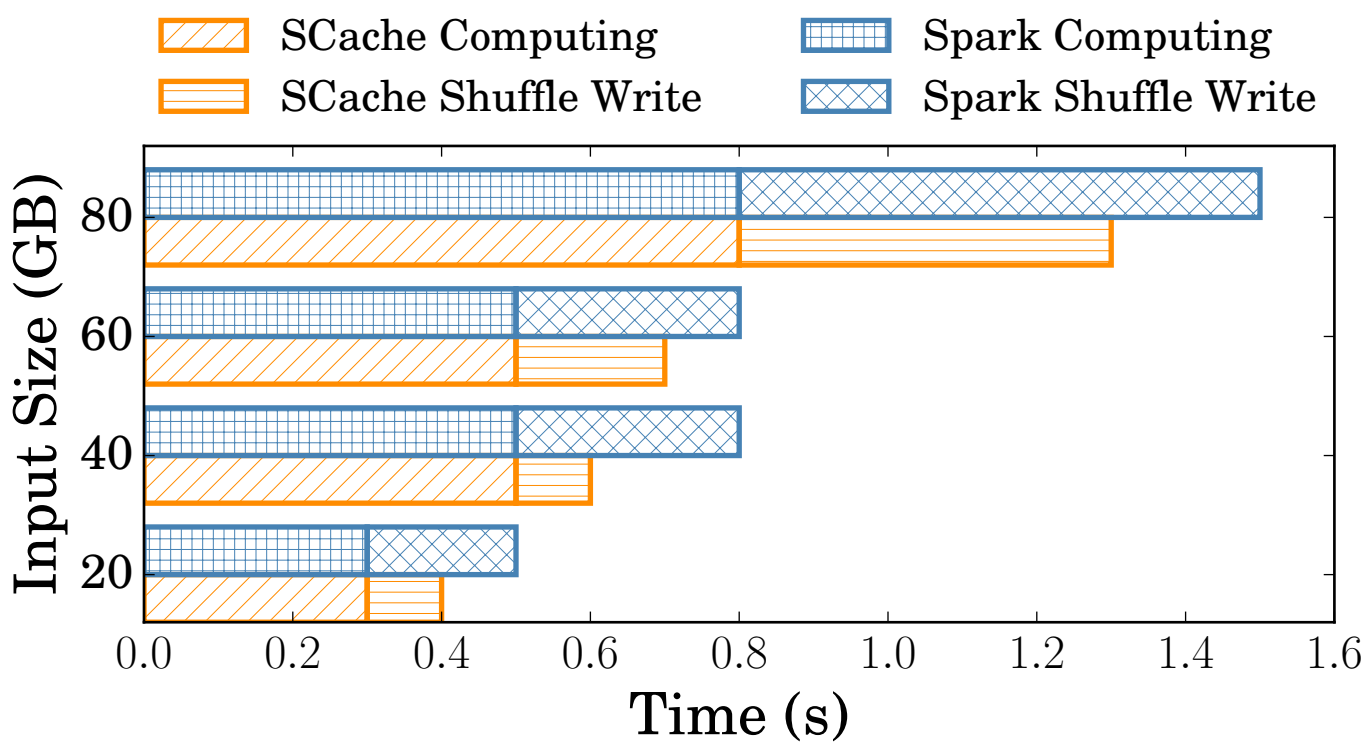 SCache Computing
Spark Computing
SCache Shuffle Write
Spark Shuffle Write
Input Size (GB)
80
60
40
20
0.0 0.2 0.4 0.6 0.8 1.0 1.2 1.4 1.6
Time (s)